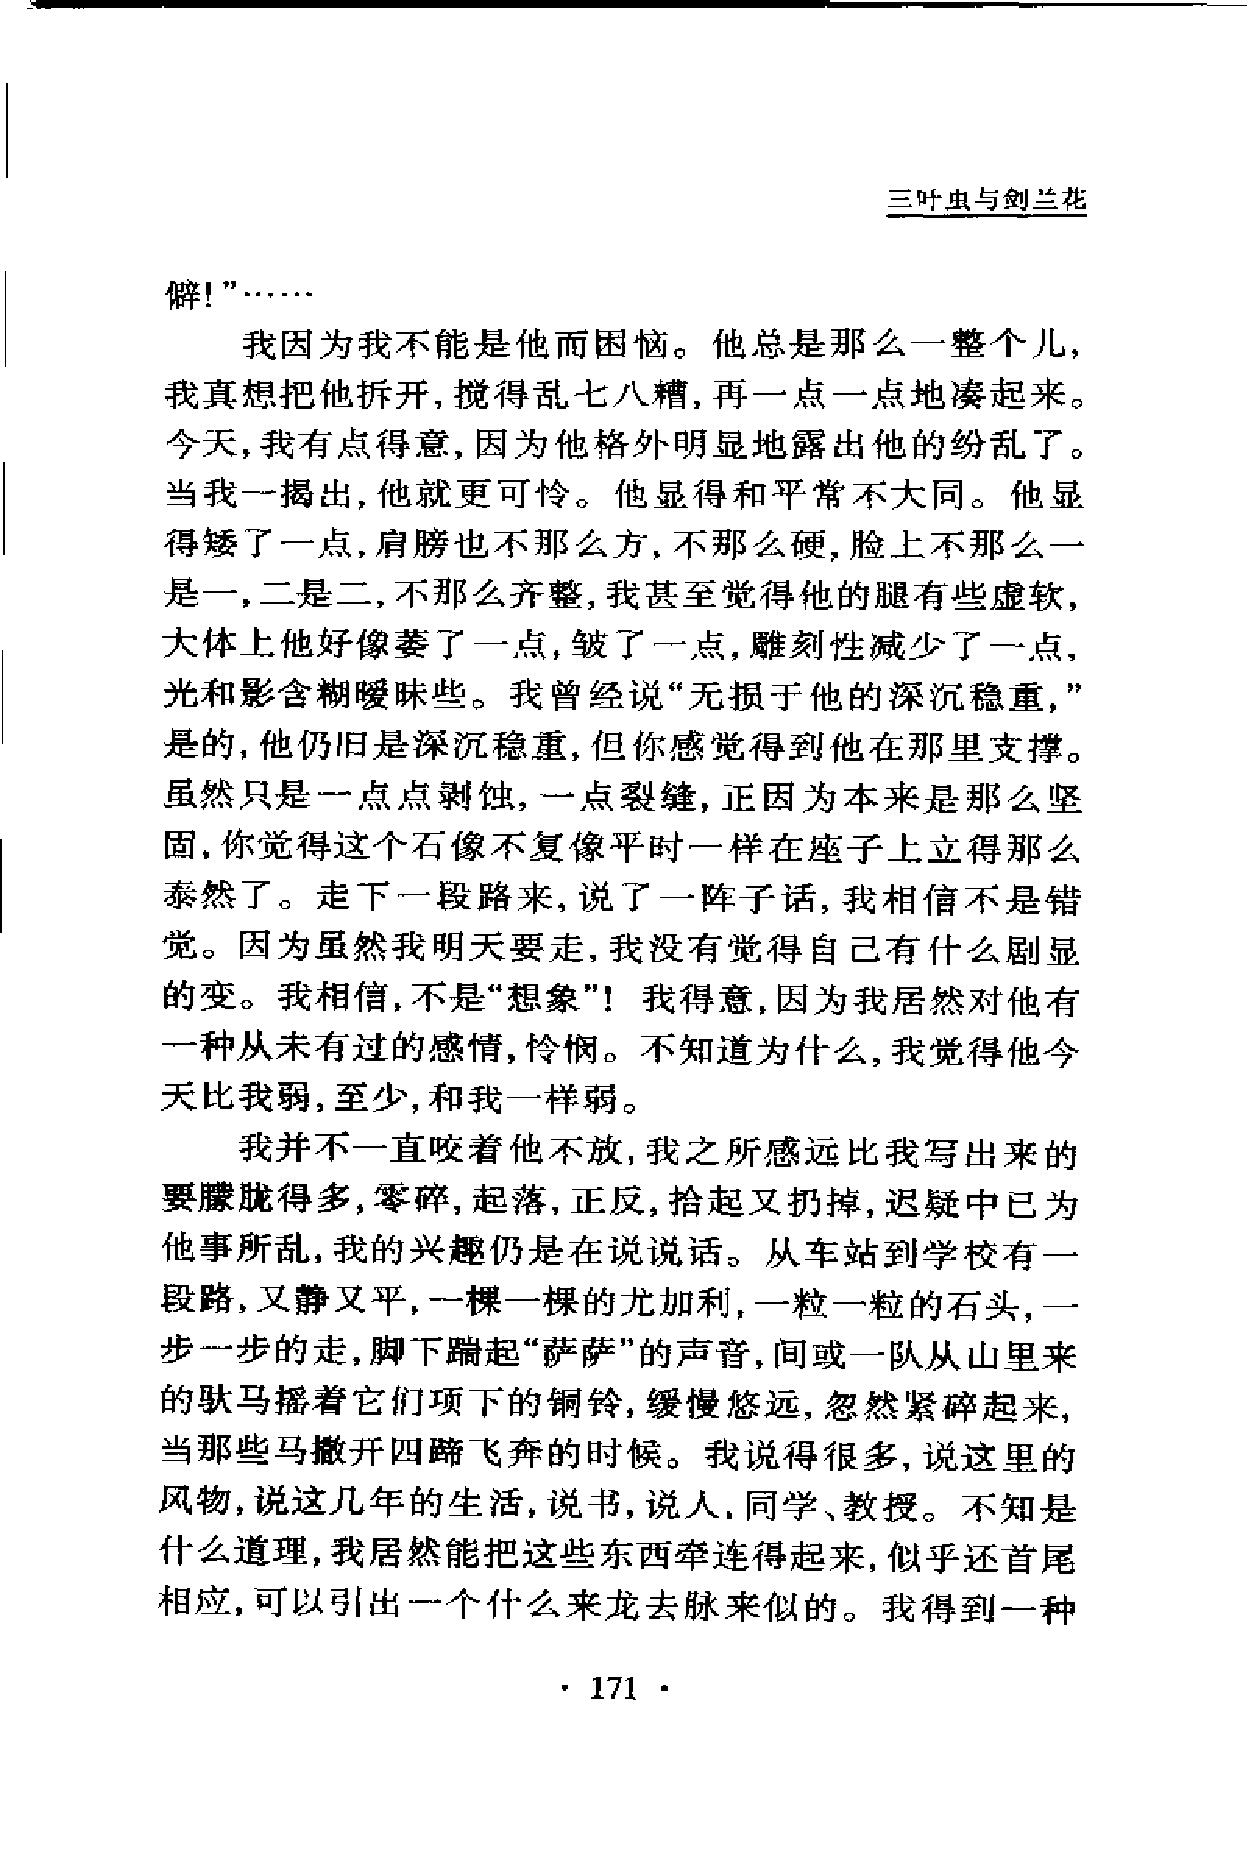 三叶虫与剑兰花
僻!”……
我因为我不能是他而困恼。他总是那么一整个儿,
我真想把他拆开,搅得乱七八糟,再一点一点地凑起来。
今天,我有点得意,因为他格外明显地露出他的纷乱了。
当我一揭出,他就更可怜。他显得和平常不大同。他显
得矮了一点,肩膀也不那么方,不那么硬,脸上不那么一
是一,二是二,不那么齐整,我甚至觉得他的腿有些虚软,
大体上他好像萎了一点,皱了一点,雕刻性减少了一点,
光和影含糊暧昧些。我曾经说“无损于他的深沉稳重,”
是的,他仍旧是深沉稳重,但你感觉得到他在那里支撑。
虽然只是一点点剥蚀,一点裂缝,正因为本来是那么坚
固,你觉得这个石像不复像平时一样在座子上立得那么
泰然了。走下一段路来,说了一阵子话,我相信不是错
觉。因为虽然我明天要走,我没有觉得自己有什么剧显
的变。我相信,不是“想象”!我得意,因为我居然对他有
一种从未有过的感情,怜悯。不知道为什么,我觉得他今
天比我弱,至少,和我一样弱。
我并不一直咬着他不放,我之所感远比我写出来的
要朦胧得多,零碎,起落,正反,拾起又扔掉,迟疑中已为
他事所乱,我的兴趣仍是在说说话。从车站到学校有一
段路,又静又平,一棵一棵的尤加利,一粒一粒的石头,一
步一步的走,脚下踹起“萨萨”的声音,间或一队从山里来
的驮马摇着它们项下的铜铃,缓慢悠远,忽然紧碎起来,
当那些马撒开四蹄飞奔的时候。我说得很多,说这里的
风物,说这几年的生活,说书,说人,同学、教授。不知是
什么道理,我居然能把这些东西牵连得起来,似乎还首尾
相应,可以引出一个什么来龙去脉来似的。我得到一种
· 171 ·